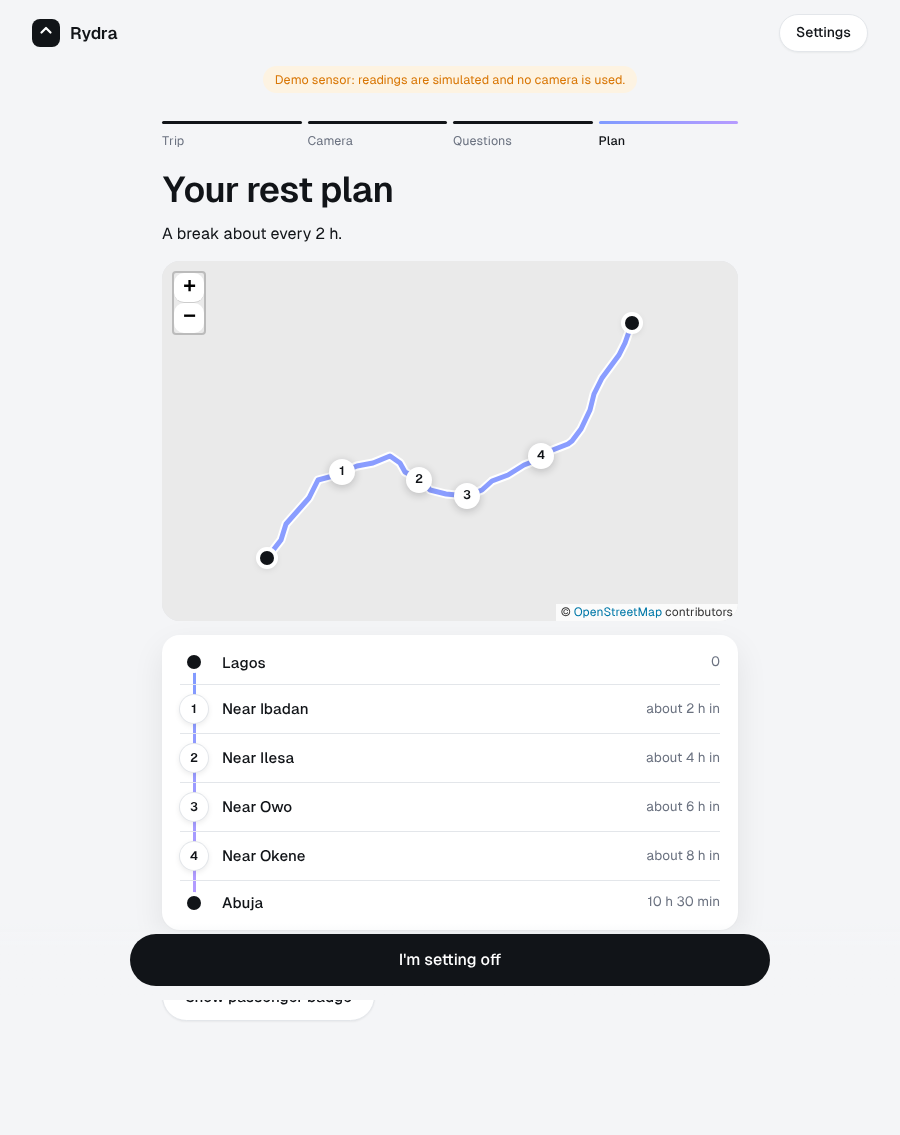 Rydra
Settings
Demo sensor: readings are simulated and no camera is used.
Trip
Camera
Questions
Plan
Your rest plan
A break about every 2 h.
+
−
1
2
3
4
© OpenStreetMap contributors
Lagos 0
1 Near Ibadan about 2 h in
2 Near Ilesa about 4 h in
3 Near Owo about 6 h in
4 Near Okene about 8 h in
Abuja 10 h 30 min
I'm setting off
Show passenger badge